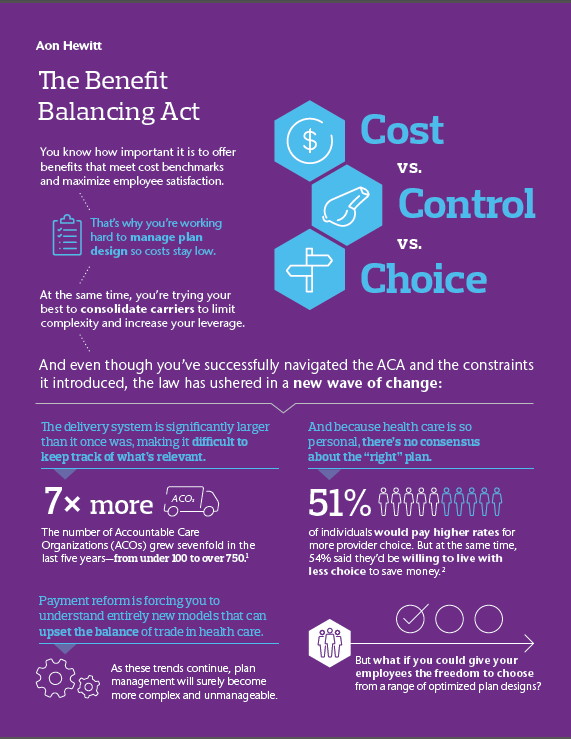 Aon Hewitt
The Benefit
Balancing Act
You know how important it is to offer
benefits that meet cost benchmarks
and maximize employee satisfaction.
That's why you're working
hard to manage plan
design so costs stay low.
At the same time, you're trying your
best to consolidate carriers to limit
complexity and increase your leverage.
$
Cost
vs.
Control
vs.
Choice
And even though you've successfully navigated the ACA and the constraints
it introduced, the law has ushered in a new wave of change:
The delivery system is significantly larger
than it once was, making it difficult to
keep track of what's relevant.
7x more
ACOs
The number of Accountable Care
Organizations (ACOs) grew sevenfold in the
last five years—from under 100 to over 750.¹
Payment reform is forcing you to
understand entirely new models that can
upset the balance of trade in health care.
As these trends continue, plan
management will surely become
more complex and unmanageable.
And because health care is so
personal, there's no consensus
about the "right" plan.
51%
of individuals would pay higher rates for
more provider choice. But at the same time,
54% said they'd be willing to live with
less choice to save money.²
But what if you could give your
employees the freedom to choose
from a range of optimized plan designs?